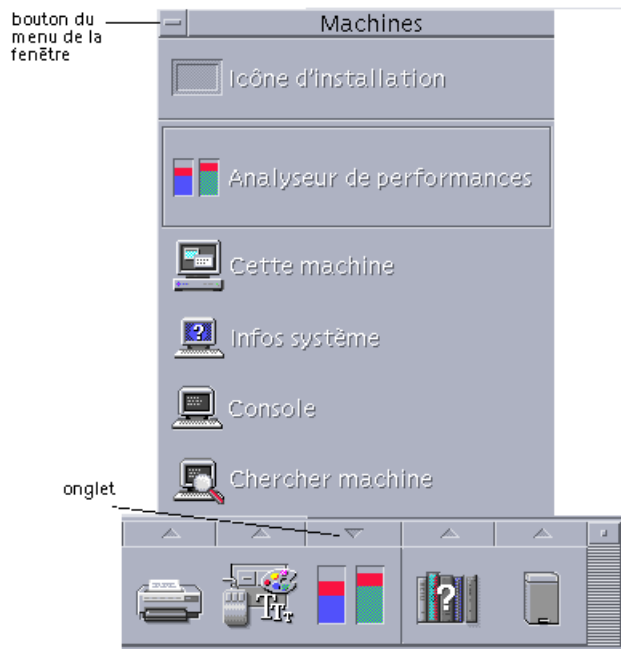 bouton du
menu de la
fenêtre
Machines
Icône d'installation
Analyseur de performances
Cette machine
Infos système
Console
Chercher machine
onglet